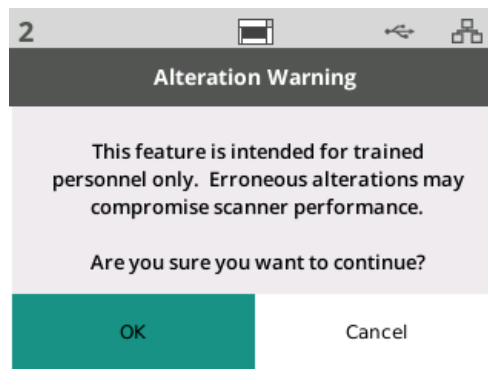 2
Alteration Warning
This feature is intended for trained
personnel only.  Erroneous alterations may
compromise scanner performance.
Are you sure you want to continue?
OK
Cancel